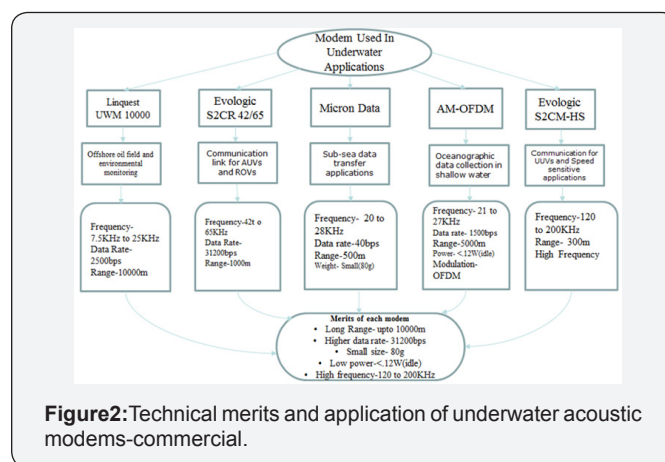 Modem Used In
Underwater
Applications
Linquest
UWM 10000
Evologic
S2CR 42/65
Micron Data
AM-OFDM
Evologic
S2CM-HS
Offshore oil field and
environmental
monitoring
Communication
link for AUVs
and ROVs
Sub-sea data
transfer
applications
Oceanographic
data collection in
shallow water
Communication for
UUVs and Speed
sensitive
applications
Frequency-
7.5KHz to 25KHz
Data Rate-
2500bps
Range-10000m
Frequency-42t o
65KHz
Data Rate-
31200bps
Range-1000m
Frequency- 20 to
28KHz
Data rate-40bps
Range-500m
Weight- Small(80g)
Frequency- 21 to
27KHz
Data rate- 1500bps
Range-5000m
Power-<.12W(idle)
Modulation-
OFDM
Frequency-120
to 200KHz
Range- 300m
High Frequency
Merits of each modem
• Long Range- upto 10000m
• Higher data rate- 31200bps
• Small size- 80g
• Low power-<.12W(idle)
• High frequency-120 to 200KHz
Figure2:Technical merits and application of underwater acoustic
modems-commercial.